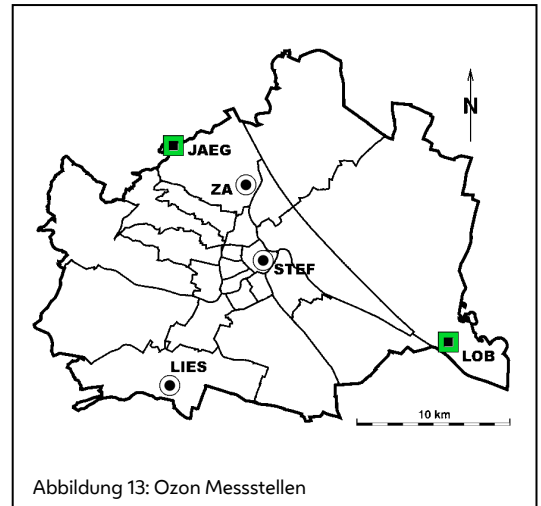 N
JAEG
ZA
STEF
LOB
LIES
10 km
Abbildung 13: Ozon Messstellen